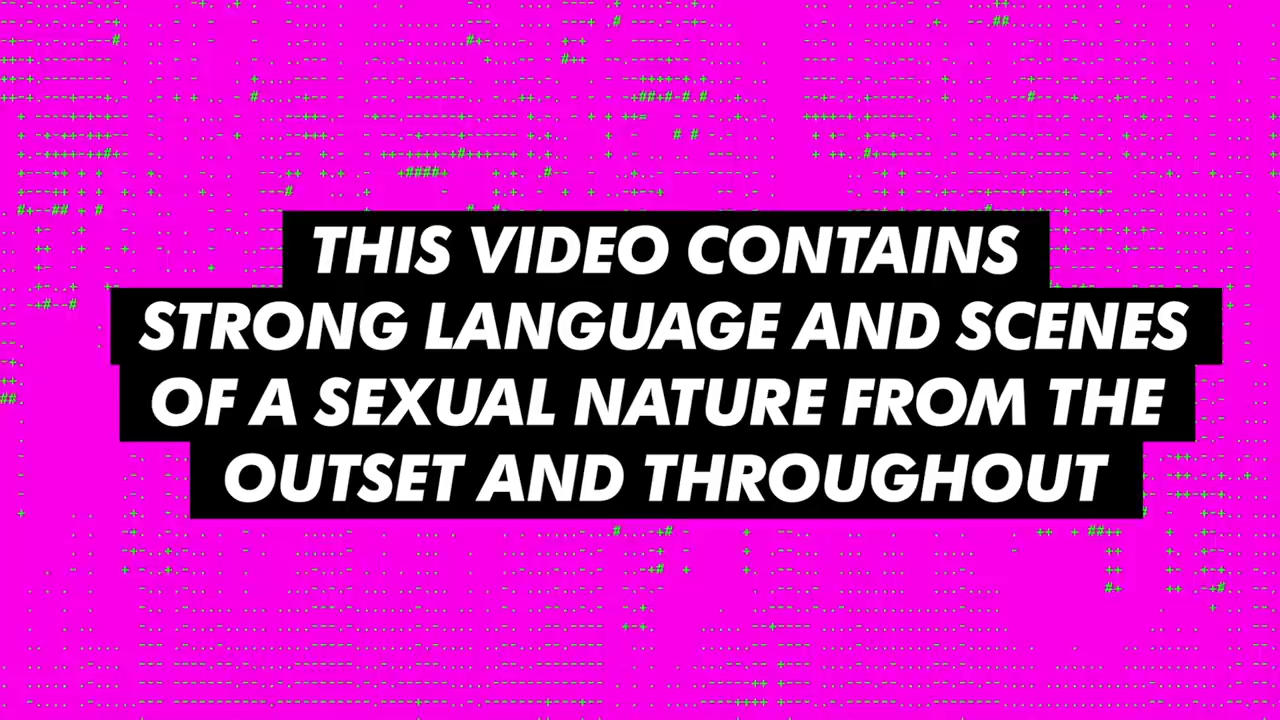 THIS VIDEO CONTAINS
STRONG LANGUAGE AND SCENES
OF A SEXUAL NATURE FROM THE
OUTSET AND THROUGHOUT